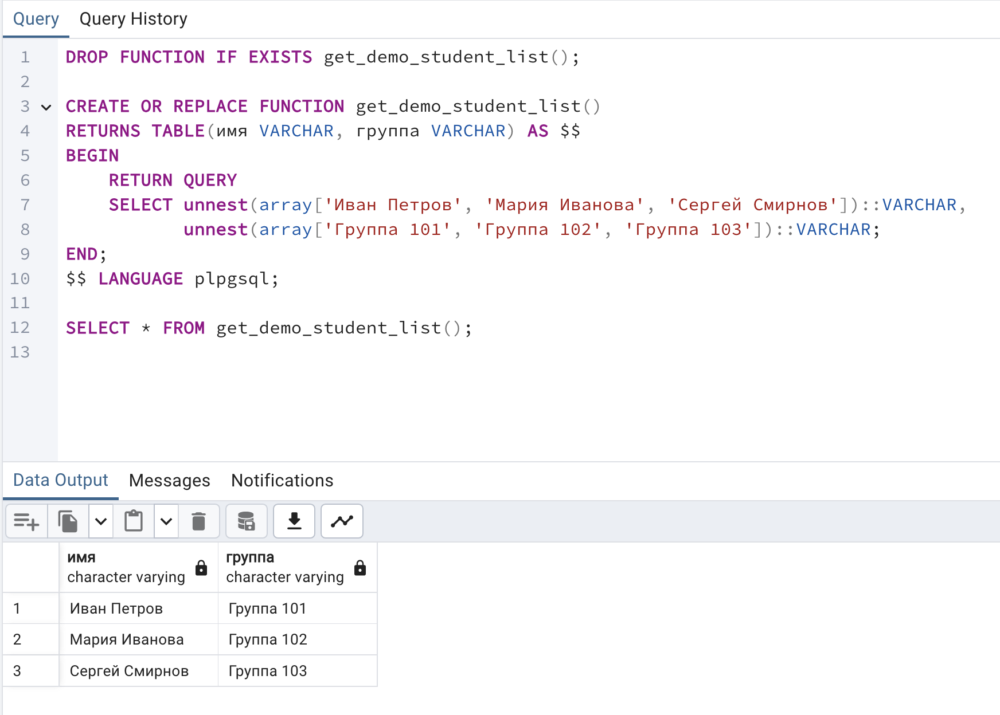 Query Query History
1 DROP FUNCTION IF EXISTS get_demo_student_list();
2
3 CREATE OR REPLACE FUNCTION get_demo_student_list()
4 RETURNS TABLE(имя VARCHAR, группа VARCHAR) AS $$
5 BEGIN
6     RETURN QUERY
7     SELECT unnest(array['Иван Петров', 'Мария Иванова', 'Сергей Смирнов'])::VARCHAR,
8            unnest(array['Группа 101', 'Группа 102', 'Группа 103'])::VARCHAR;
9 END;
10 $$ LANGUAGE plpgsql;
11
12 SELECT * FROM get_demo_student_list();
13
Data Output Messages Notifications
имя группа
character varying character varying
1 Иван Петров Группа 101
2 Мария Иванова Группа 102
3 Сергей Смирнов Группа 103